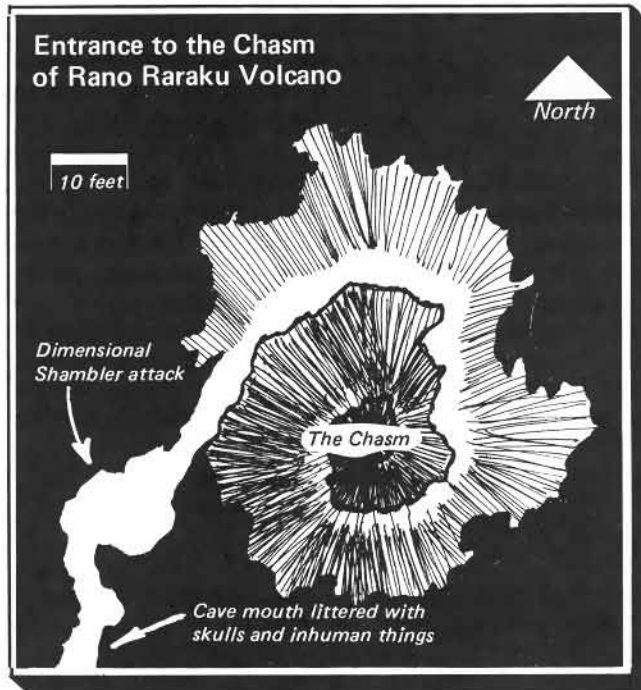 Entrance to the Chasm
of Rano Raraku Volcano
North
10 feet
Dimensional
Shambler attack
The Chasm
Cave mouth littered with
skulls and inhuman things